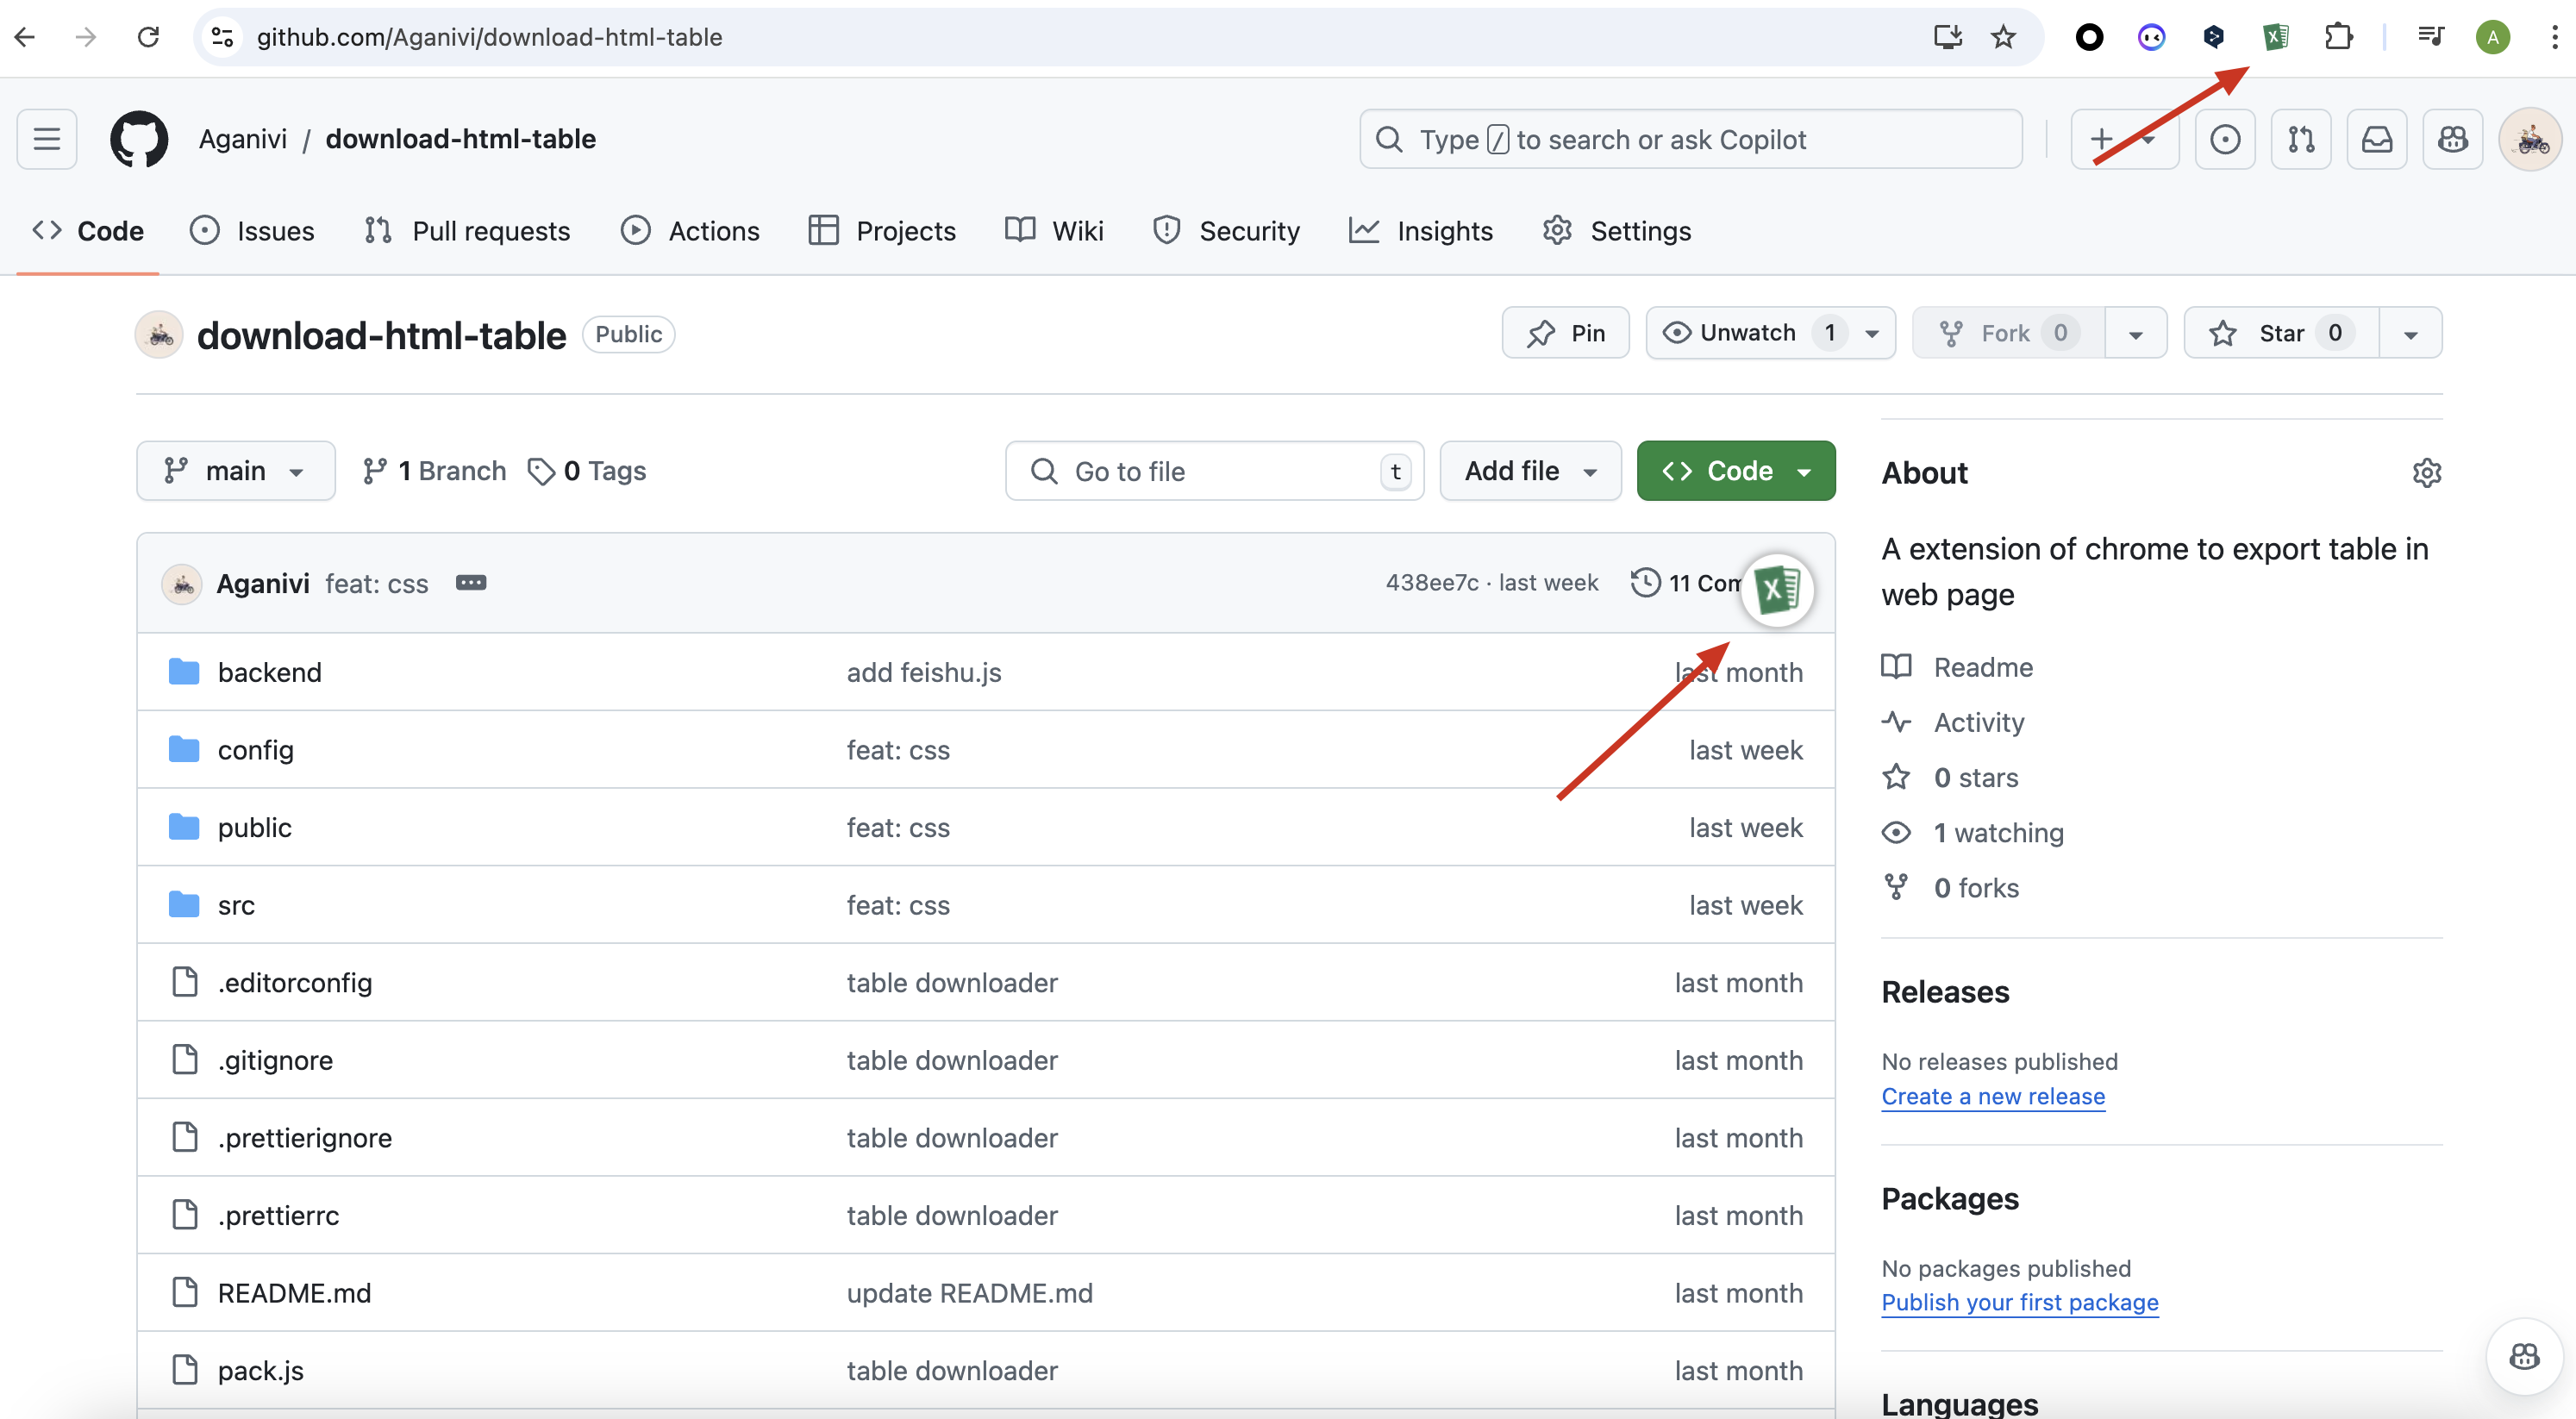 github.com/Aganivi/download-html-table
A
Aganivi / download-html-table
Type / to search or ask Copilot
Code Issues Pull requests Actions Projects Wiki Security Insights Settings
download-html-table Public
Pin Unwatch 1 Fork 0 Star 0
main 1 Branch 0 Tags Go to file t Add file Code
Aganivi feat: css 438ee7c · last week 11
X
backend add feishu.js last month
config feat: css last week
public feat: css last week
src feat: css last week
.editorconfig table downloader last month
.gitignore table downloader last month
.prettierignore table downloader last month
.prettierrc table downloader last month
README.md update README.md last month
pack.js table downloader last month
About
A extension of chrome to export table in
web page
Readme
Activity
0 stars
1 watching
0 forks
Releases
No releases published
Create a new release
Packages
No packages published
Publish your first package
Languages